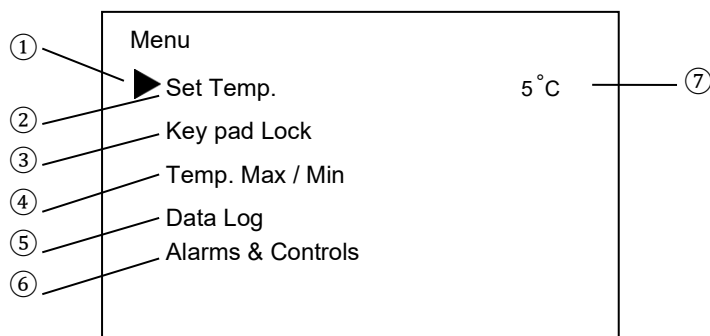 ① Menu
Set Temp. 5°C ⑦
② Key pad Lock
③ Temp. Max / Min
④ Data Log
⑤ Alarms & Controls
⑥